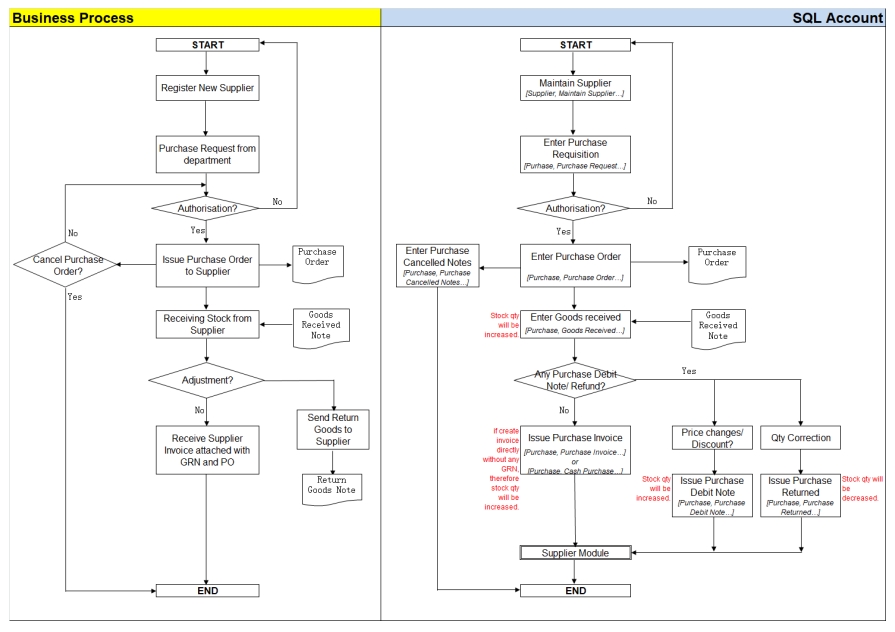 Business Process
START
Register New Supplier
Purchase Request from
department
Authorisation?
No
Yes
No
Cancel Purchase
Order?
Yes
Issue Purchase Order
to Supplier
Purchase
Order
Receiving Stock from
Supplier
Goods
Received
Note
Adjustment?
No
Send Return
Goods to
Supplier
Receive Supplier
Invoice attached with
GRN and PO
Return
Goods Note
END
SQL Account
START
Maintain Supplier
[Supplier, Maintain Supplier...]
Enter Purchase
Requisition
[Purhase, Purchase Request...]
Authorisation?
No
Yes
Enter Purchase
Cancelled Notes
[Purchase, Purchase
Cancelled Notes...]
Enter Purchase Order
[Purchase, Purchase Order...]
Purchase
Order
Stock qty
will be
increased.
Enter Goods received
[Purchase, Goods Received...]
Goods
Received
Note
Any Purchase Debit
Note/ Refund?
Yes
No
if create
invoice
directly
without any
GRN,
therefore
stock qty
will be
increased.
Issue Purchase Invoice
[Purchase, Purchase Invoice...]
or
[Purchase, Cash Purchase...]
Price changes/
Discount?
Qty Correction
Stock qty
will be
increased.
Issue Purchase
Debit Note
[Purchase, Purchase
Debit Note...]
Issue Purchase
Returned
[Purchase, Purchase
Returned...]
Stock qty will
be
decreased.
Supplier Module
END